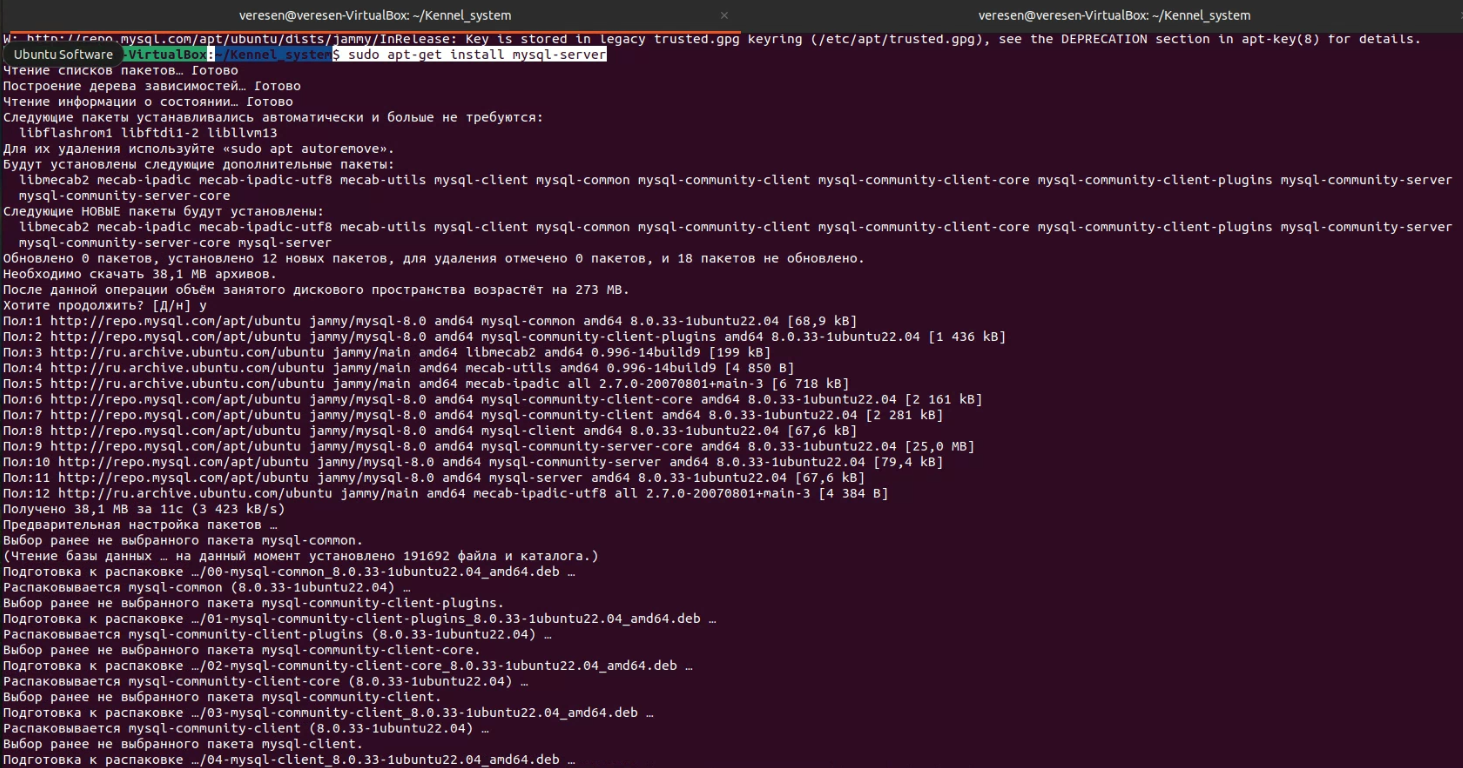 veresen@veresen-VirtualBox: ~/Kennel_system
×
veresen@veresen-VirtualBox: ~/Kennel_system
W: http://repo.mysql.com/apt/ubuntu/dists/jammy/InRelease: Key is stored in legacy trusted.gpg keyring (/etc/apt/trusted.gpg), see the DEPRECATION section in apt-key(8) for details.
Ubuntu Software -VirtualBox:~/Kennel_system$ sudo apt-get install mysql-server
Чтение списков пакетов… Готово
Построение дерева зависимостей… Готово
Чтение информации о состоянии… Готово
Следующие пакеты устанавливались автоматически и больше не требуются:
libflashrom1 libftdi1-2 libllvm13
Для их удаления используйте «sudo apt autoremove».
Будут установлены следующие дополнительные пакеты:
libmecab2 mecab-ipadic mecab-ipadic-utf8 mecab-utils mysql-client mysql-common mysql-community-client mysql-community-client-core mysql-community-client-plugins mysql-community-server
mysql-community-server-core
Следующие НОВЫЕ пакеты будут установлены:
libmecab2 mecab-ipadic mecab-ipadic-utf8 mecab-utils mysql-client mysql-common mysql-community-client mysql-community-client-core mysql-community-client-plugins mysql-community-server
mysql-community-server-core mysql-server
Обновлено 0 пакетов, установлено 12 новых пакетов, для удаления отмечено 0 пакетов, и 18 пакетов не обновлено.
Необходимо скачать 38,1 MB архивов.
После данной операции объём занятого дискового пространства возрастёт на 273 MB.
Хотите продолжить? [Д/н] y
Пол:1 http://repo.mysql.com/apt/ubuntu jammy/mysql-8.0 amd64 mysql-common amd64 8.0.33-1ubuntu22.04 [68,9 kB]
Пол:2 http://repo.mysql.com/apt/ubuntu jammy/mysql-8.0 amd64 mysql-community-client-plugins amd64 8.0.33-1ubuntu22.04 [1 436 kB]
Пол:3 http://ru.archive.ubuntu.com/ubuntu jammy/main amd64 libmecab2 amd64 0.996-14build9 [199 kB]
Пол:4 http://ru.archive.ubuntu.com/ubuntu jammy/main amd64 mecab-utils amd64 0.996-14build9 [4 850 B]
Пол:5 http://ru.archive.ubuntu.com/ubuntu jammy/main amd64 mecab-ipadic all 2.7.0-20070801+main-3 [6 718 kB]
Пол:6 http://repo.mysql.com/apt/ubuntu jammy/mysql-8.0 amd64 mysql-community-client-core amd64 8.0.33-1ubuntu22.04 [2 161 kB]
Пол:7 http://repo.mysql.com/apt/ubuntu jammy/mysql-8.0 amd64 mysql-community-client amd64 8.0.33-1ubuntu22.04 [2 281 kB]
Пол:8 http://repo.mysql.com/apt/ubuntu jammy/mysql-8.0 amd64 mysql-client amd64 8.0.33-1ubuntu22.04 [67,6 kB]
Пол:9 http://repo.mysql.com/apt/ubuntu jammy/mysql-8.0 amd64 mysql-community-server-core amd64 8.0.33-1ubuntu22.04 [25,0 MB]
Пол:10 http://repo.mysql.com/apt/ubuntu jammy/mysql-8.0 amd64 mysql-community-server amd64 8.0.33-1ubuntu22.04 [79,4 kB]
Пол:11 http://repo.mysql.com/apt/ubuntu jammy/mysql-8.0 amd64 mysql-server amd64 8.0.33-1ubuntu22.04 [67,6 kB]
Пол:12 http://ru.archive.ubuntu.com/ubuntu jammy/main amd64 mecab-ipadic-utf8 all 2.7.0-20070801+main-3 [4 384 B]
Получено 38,1 MB за 11с (3 423 kB/s)
Предварительная настройка пакетов …
Выбор ранее не выбранного пакета mysql-common.
(Чтение базы данных … на данный момент установлено 191692 файла и каталога.)
Подготовка к распаковке …/00-mysql-common_8.0.33-1ubuntu22.04_amd64.deb …
Распаковывается mysql-common (8.0.33-1ubuntu22.04) …
Выбор ранее не выбранного пакета mysql-community-client-plugins.
Подготовка к распаковке …/01-mysql-community-client-plugins_8.0.33-1ubuntu22.04_amd64.deb …
Распаковывается mysql-community-client-plugins (8.0.33-1ubuntu22.04) …
Выбор ранее не выбранного пакета mysql-community-client-core.
Подготовка к распаковке …/02-mysql-community-client-core_8.0.33-1ubuntu22.04_amd64.deb …
Распаковывается mysql-community-client-core (8.0.33-1ubuntu22.04) …
Выбор ранее не выбранного пакета mysql-community-client.
Подготовка к распаковке …/03-mysql-community-client_8.0.33-1ubuntu22.04_amd64.deb …
Распаковывается mysql-community-client (8.0.33-1ubuntu22.04) …
Выбор ранее не выбранного пакета mysql-client.
Подготовка к распаковке …/04-mysql-client_8.0.33-1ubuntu22.04_amd64.deb …